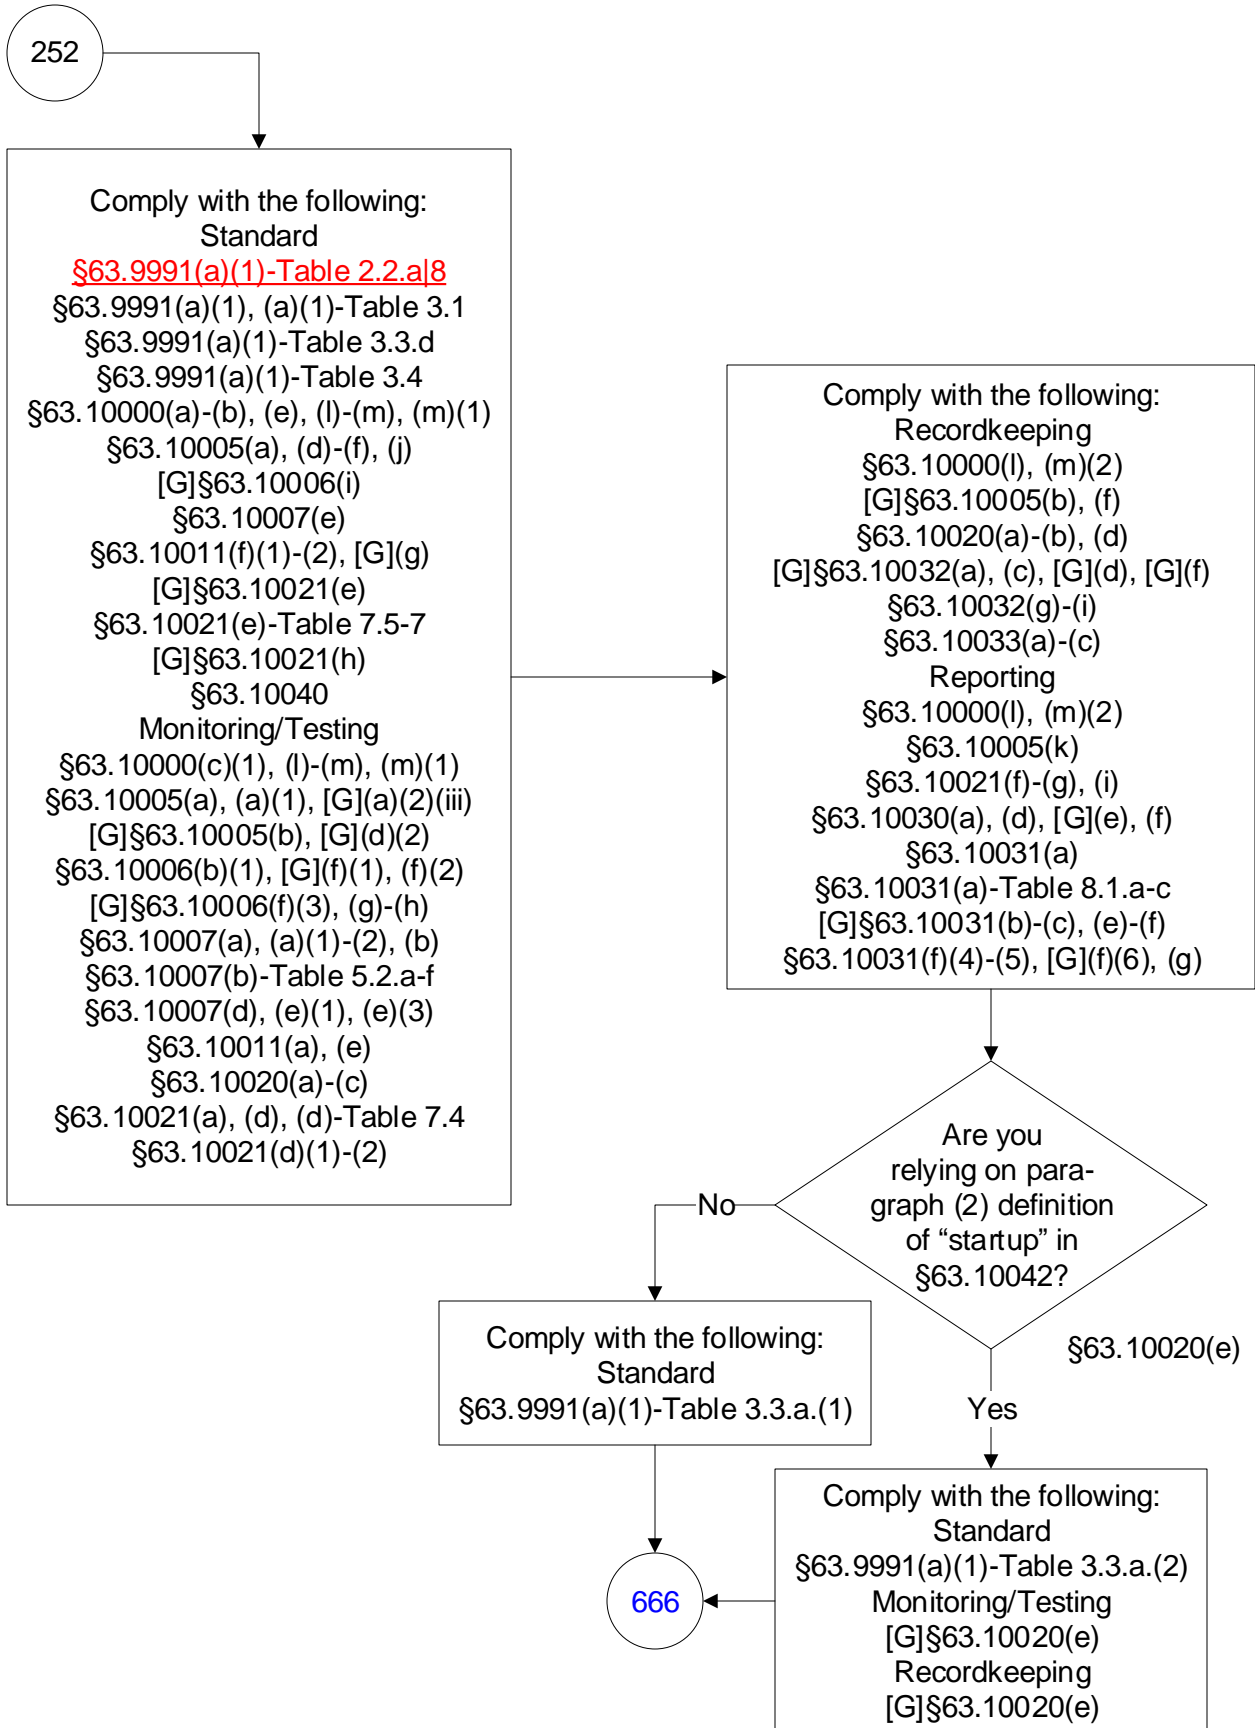 252
Comply with the following:
Standard
§63.9991(a)(1)-Table 2.2.a|8
§63.9991(a)(1), (a)(1)-Table 3.1
§63.9991(a)(1)-Table 3.3.d
§63.9991(a)(1)-Table 3.4
§63.10000(a)-(b), (e), (l)-(m), (m)(1)
§63.10005(a), (d)-(f), (j)
[G]§63.10006(i)
§63.10007(e)
§63.10011(f)(1)-(2), [G](g)
[G]§63.10021(e)
§63.10021(e)-Table 7.5-7
[G]§63.10021(h)
§63.10040
Monitoring/Testing
§63.10000(c)(1), (l)-(m), (m)(1)
§63.10005(a), (a)(1), [G](a)(2)(iii)
[G]§63.10005(b), [G](d)(2)
§63.10006(b)(1), [G](f)(1), (f)(2)
[G]§63.10006(f)(3), (g)-(h)
§63.10007(a), (a)(1)-(2), (b)
§63.10007(b)-Table 5.2.a-f
§63.10007(d), (e)(1), (e)(3)
§63.10011(a), (e)
§63.10020(a)-(c)
§63.10021(a), (d), (d)-Table 7.4
§63.10021(d)(1)-(2)
Comply with the following:
Recordkeeping
§63.10000(l), (m)(2)
[G]§63.10005(b), (f)
§63.10020(a)-(b), (d)
[G]§63.10032(a), (c), [G](d), [G](f)
§63.10032(g)-(i)
§63.10033(a)-(c)
Reporting
§63.10000(l), (m)(2)
§63.10005(k)
§63.10021(f)-(g), (i)
§63.10030(a), (d), [G](e), (f)
§63.10031(a)
§63.10031(a)-Table 8.1.a-c
[G]§63.10031(b)-(c), (e)-(f)
§63.10031(f)(4)-(5), [G](f)(6), (g)
Are you
relying on para-
graph (2) definition
of “startup” in
§63.10042?
§63.10020(e)
No
Comply with the following:
Standard
§63.9991(a)(1)-Table 3.3.a.(1)
Yes
Comply with the following:
Standard
§63.9991(a)(1)-Table 3.3.a.(2)
Monitoring/Testing
[G]§63.10020(e)
Recordkeeping
[G]§63.10020(e)
666